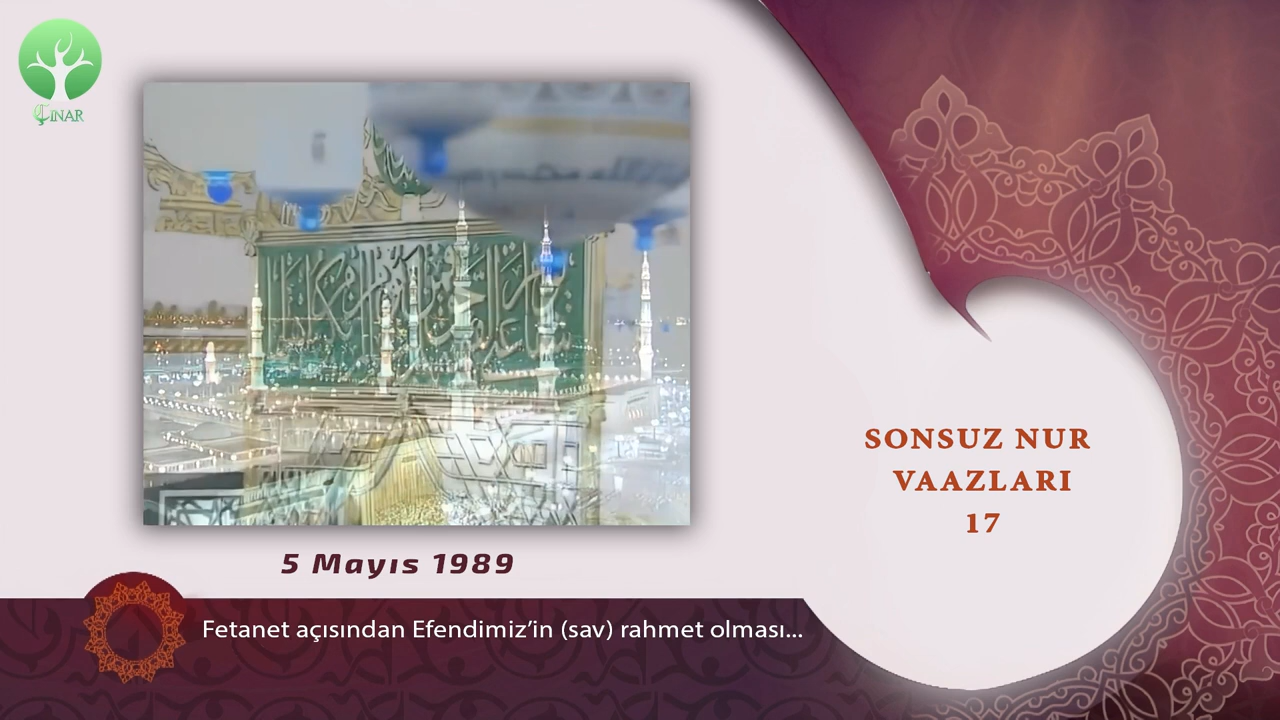 ÇINAR
SONSUZ NUR
VAAZLARI
17
5 Mayıs 1989
Fetanet açısından Efendimiz’in (sav) rahmet olması...